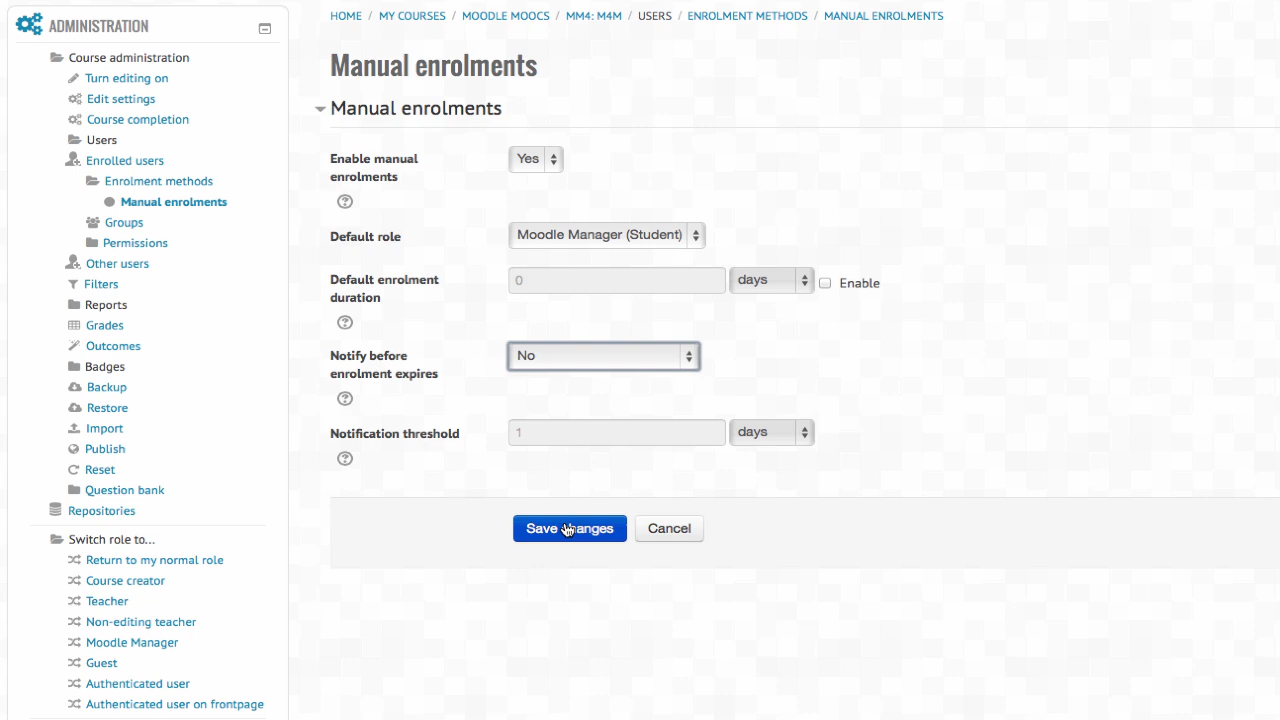 ADMINISTRATION
Course administration
Turn editing on
Edit settings
Course completion
Users
Enrolled users
Enrolment methods
Manual enrolments
Groups
Permissions
Other users
Filters
Reports
Grades
Outcomes
Badges
Backup
Restore
Import
Publish
Reset
Question bank
Repositories
Switch role to...
Return to my normal role
Course creator
Teacher
Non-editing teacher
Moodle Manager
Guest
Authenticated user
Authenticated user on frontpage
HOME / MY COURSES / MOODLE MOOCS / MM4: M4M / USERS / ENROLMENT METHODS / MANUAL ENROLMENTS
Manual enrolments
Manual enrolments
Enable manual
enrolments
Yes
Default role
Moodle Manager (Student)
Default enrolment
duration
0 days Enable
Notify before
enrolment expires
No
Notification threshold
1 days
Save changes Cancel